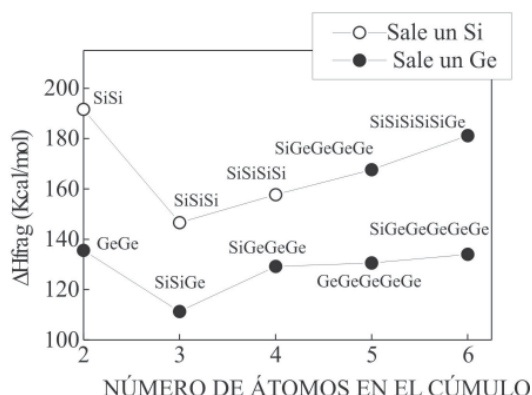 Sale un Si
Sale un Ge
200
180
160
140
120
100
ΔHfrag (Kcal/mol)
SiSi
SiSiSi
SiSiSiSi
SiGeGeGeGe
SiSiSiSiSiGe
GeGe
SiSiGe
SiGeGeGe
GeGeGeGeGe
SiGeGeGeGeGe
2 3 4 5 6
NÚMERO DE ÁTOMOS EN EL CÚMULO